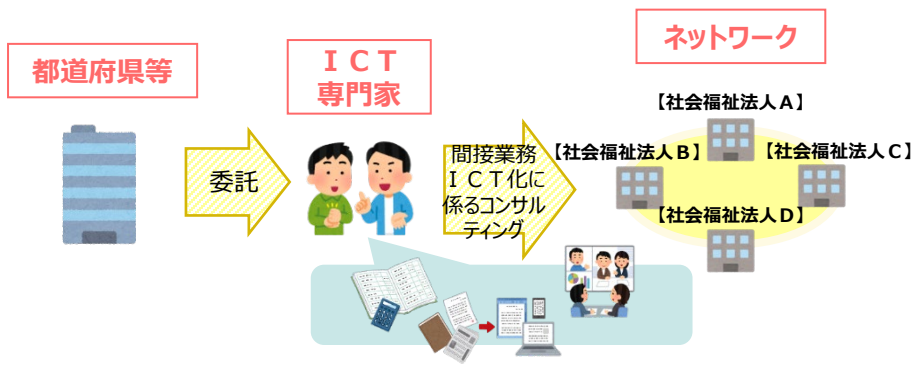 都道府県等
ＩＣＴ
専門家
ネットワーク
委託
間接業務
ＩＣＴ化に
係るコンサル
ティング
【社会福祉法人Ａ】
【社会福祉法人Ｂ】
【社会福祉法人Ｃ】
【社会福祉法人Ｄ】